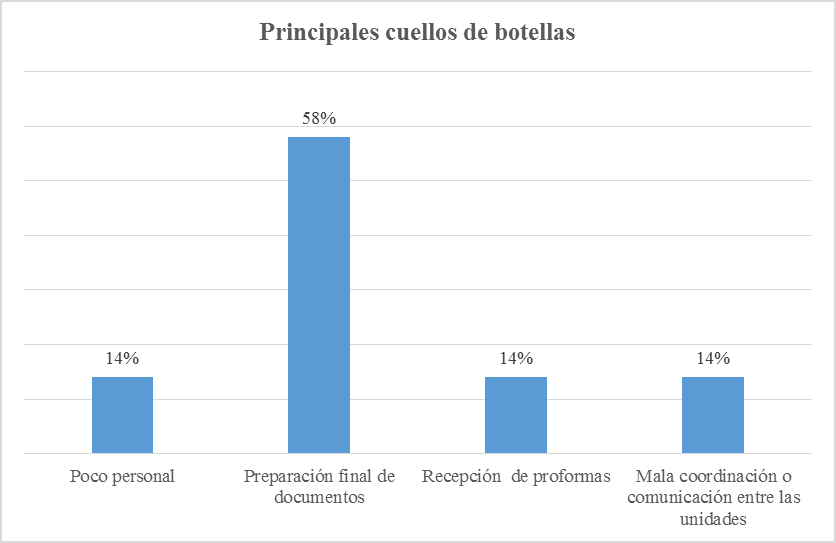 Principales cuellos de botellas
58%
14%
14%
14%
Poco personal
Preparación final de
documentos
Recepción  de proformas
Mala coordinación o
comunicación entre las
unidades